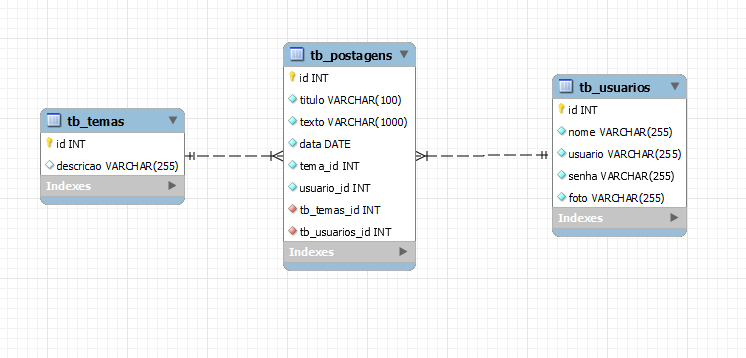 tb_temas
id INT
descricao VARCHAR(255)
Indexes
tb_postagens
id INT
titulo VARCHAR(100)
texto VARCHAR(1000)
data DATE
tema_id INT
usuario_id INT
tb_temas_id INT
tb_usuarios_id INT
Indexes
tb_usuarios
id INT
nome VARCHAR(255)
usuario VARCHAR(255)
senha VARCHAR(255)
foto VARCHAR(255)
Indexes